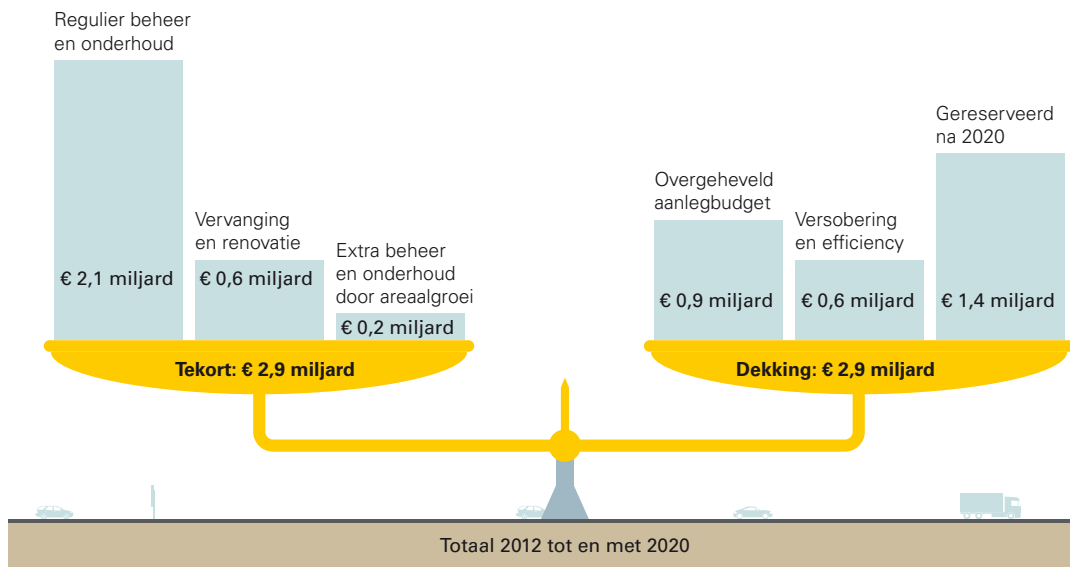 Regulier beheer
en onderhoud
€ 2,1 miljard
Vervanging
en renovatie
€ 0,6 miljard
Extra beheer
en onderhoud
door areaalgroei
€ 0,2 miljard
Tekort: € 2,9 miljard
Overgeheveld
aanlegbudget
€ 0,9 miljard
Versobering
en efficiency
€ 0,6 miljard
Gereserveerd
na 2020
€ 1,4 miljard
Dekking: € 2,9 miljard
Totaal 2012 tot en met 2020